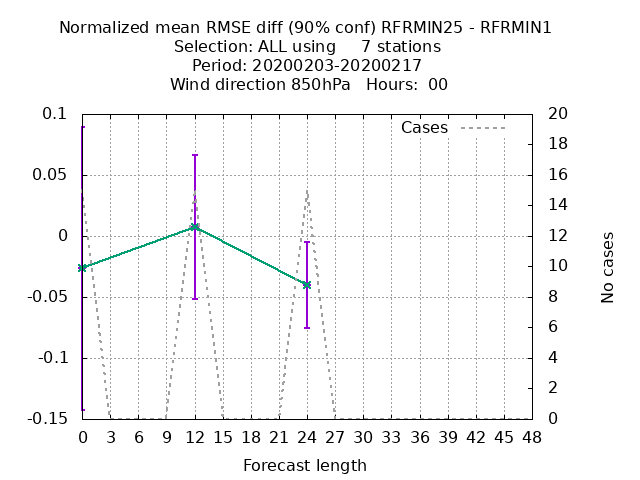 Normalized mean RMSE diff (90% conf) RFRMIN25 - RFRMIN1
Selection: ALL using 7 stations
Period: 20200203-20200217
Wind direction 850hPa Hours: 00
Cases
0.1
0.05
0
-0.05
-0.1
-0.15
20
18
16
14
12
10
8
6
4
2
0
No cases
0 3 6 9 12 15 18 21 24 27 30 33 36 39 42 45 48
Forecast length